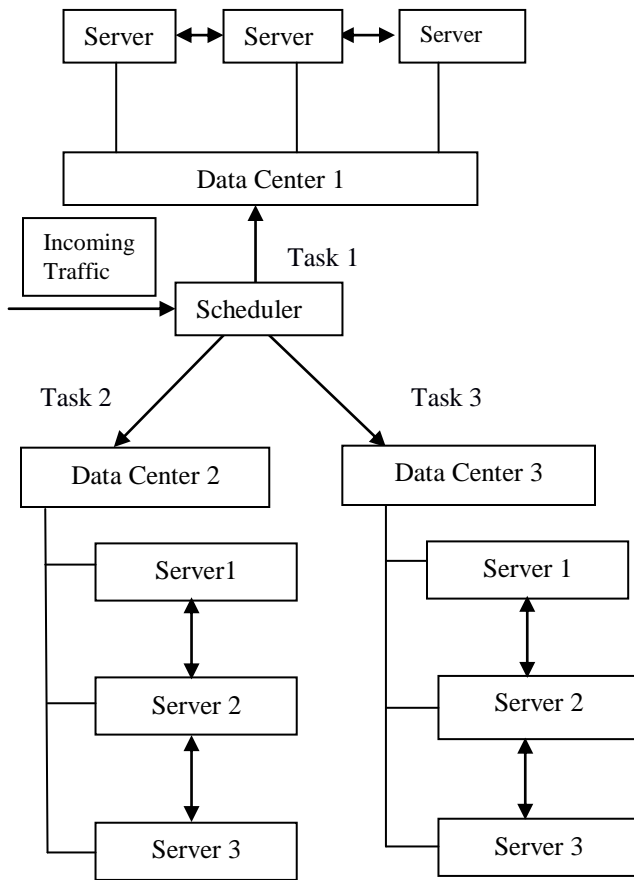 Server
Server
Server
Data Center 1
Incoming
Traffic
Task 1
Scheduler
Task 2
Task 3
Data Center 2
Data Center 3
Server1
Server 1
Server 2
Server 2
Server 3
Server 3